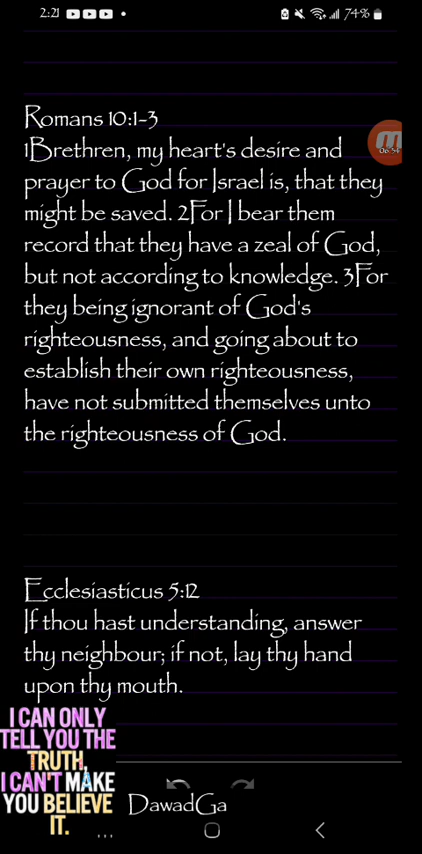 2:21
74%
Romans 10:1-3
1Brethren, my heart's desire and
06:54
prayer to God for Israel is, that they
might be saved. 2For I bear them
record that they have a zeal of God,
but not according to knowledge. 3For
they being ignorant of God's
righteousness, and going about to
establish their own righteousness,
have not submitted themselves unto
the righteousness of God.
Ecclesiasticus 5:12
If thou hast understanding, answer
thy neighbour; if not, lay thy hand
upon thy mouth.
I CAN ONLY
TELL YOU THE
TRUTH,
I CAN'T MAKE
YOU BELIEVE
IT.
DawadGa